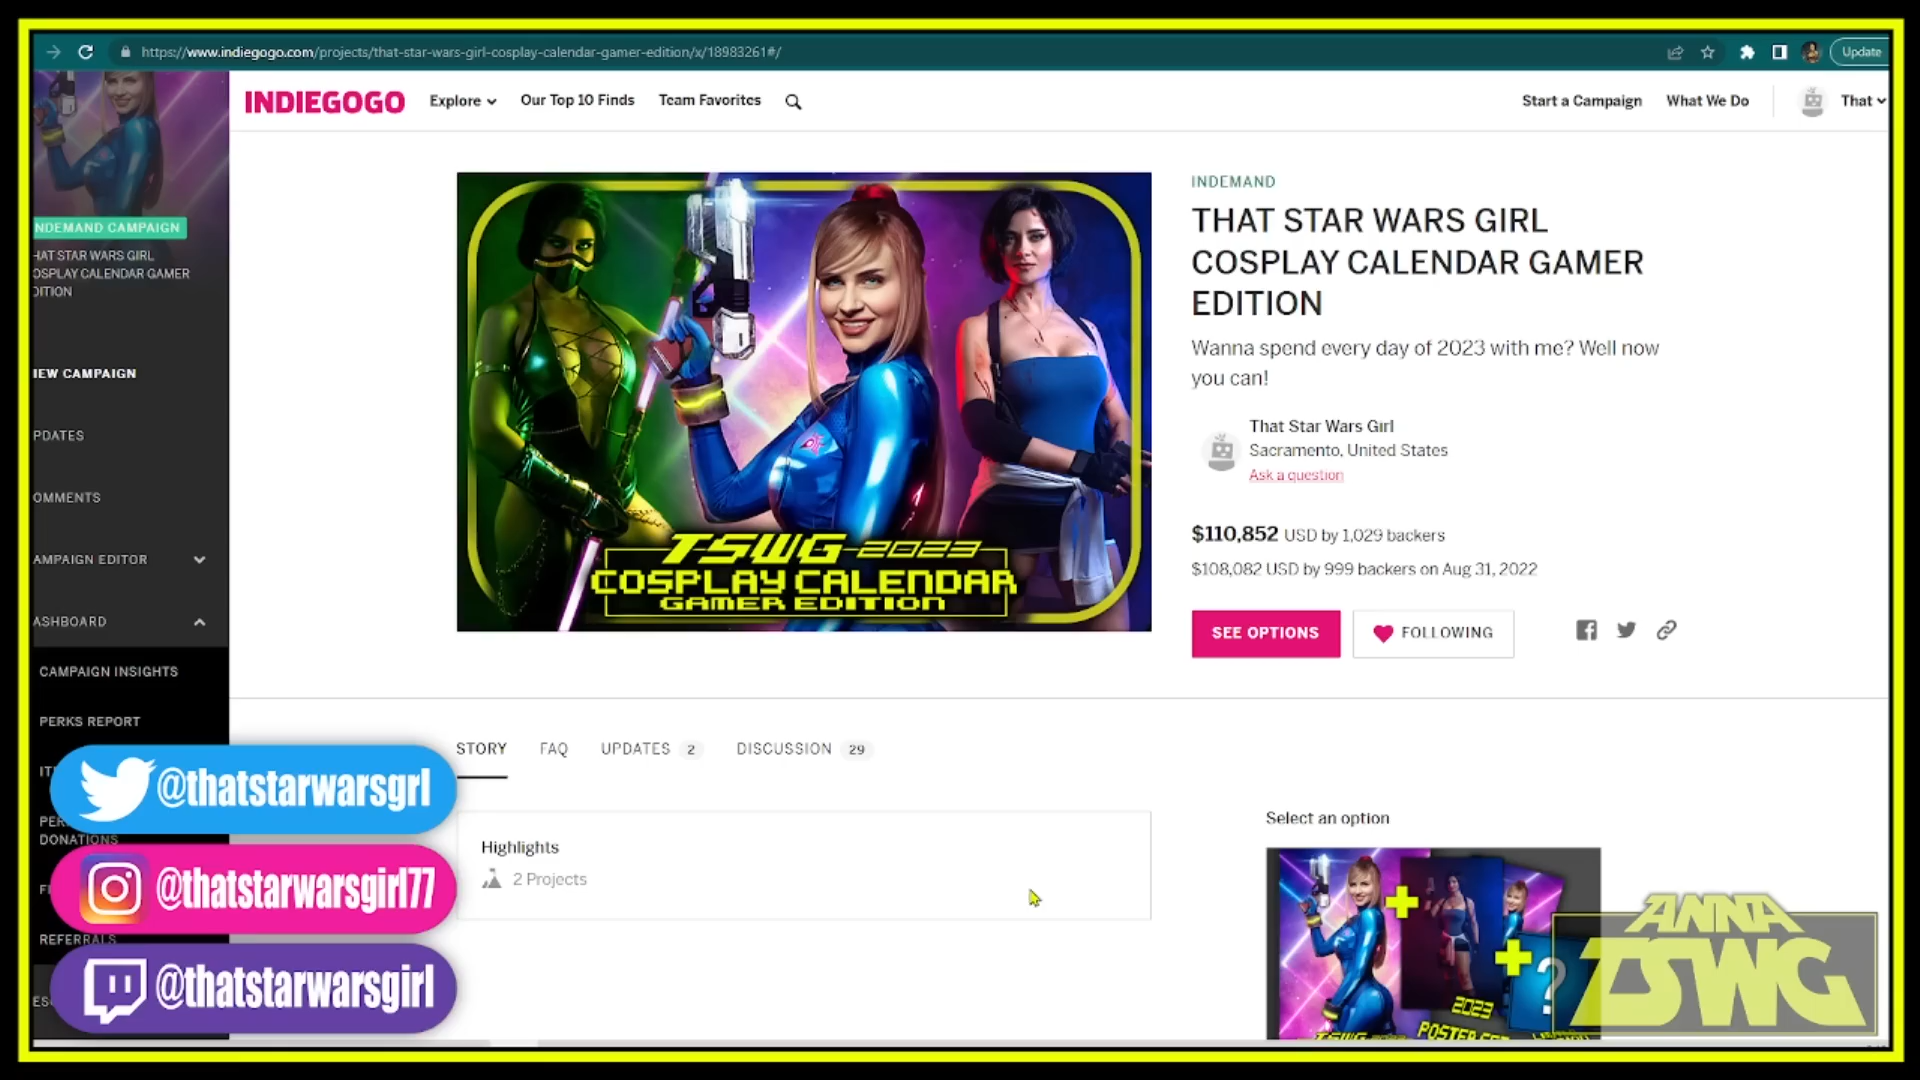 https://www.indiegogo.com/projects/that-star-wars-girl-cosplay-calendar-gamer-edition/x/18983261#/
Update
INDIEGOGO
Explore
Our Top 10 Finds
Team Favorites
Start a Campaign
What We Do
That
NDEMAND CAMPAIGN
HAT STAR WARS GIRL
OSPLAY CALENDAR GAMER
DITION
IEW CAMPAIGN
PDATES
OMMENTS
AMPAIGN EDITOR
ASHBOARD
CAMPAIGN INSIGHTS
PERKS REPORT
IT
PER
DONATIONS
F
REFERRALS
ES
TSWG 2023
COSPLAY CALENDAR
GAMER EDITION
INDEMAND
THAT STAR WARS GIRL
COSPLAY CALENDAR GAMER
EDITION
Wanna spend every day of 2023 with me? Well now
you can!
That Star Wars Girl
Sacramento, United States
Ask a question
$110,852 USD by 1,029 backers
$108,082 USD by 999 backers on Aug 31, 2022
SEE OPTIONS
FOLLOWING
STORY
FAQ
UPDATES 2
DISCUSSION 29
Highlights
2 Projects
Select an option
2023
POSTER SET
?
@thatstarwarsgrl
@thatstarwarsgirl77
@thatstarwarsgirl
ANNA
TSWG